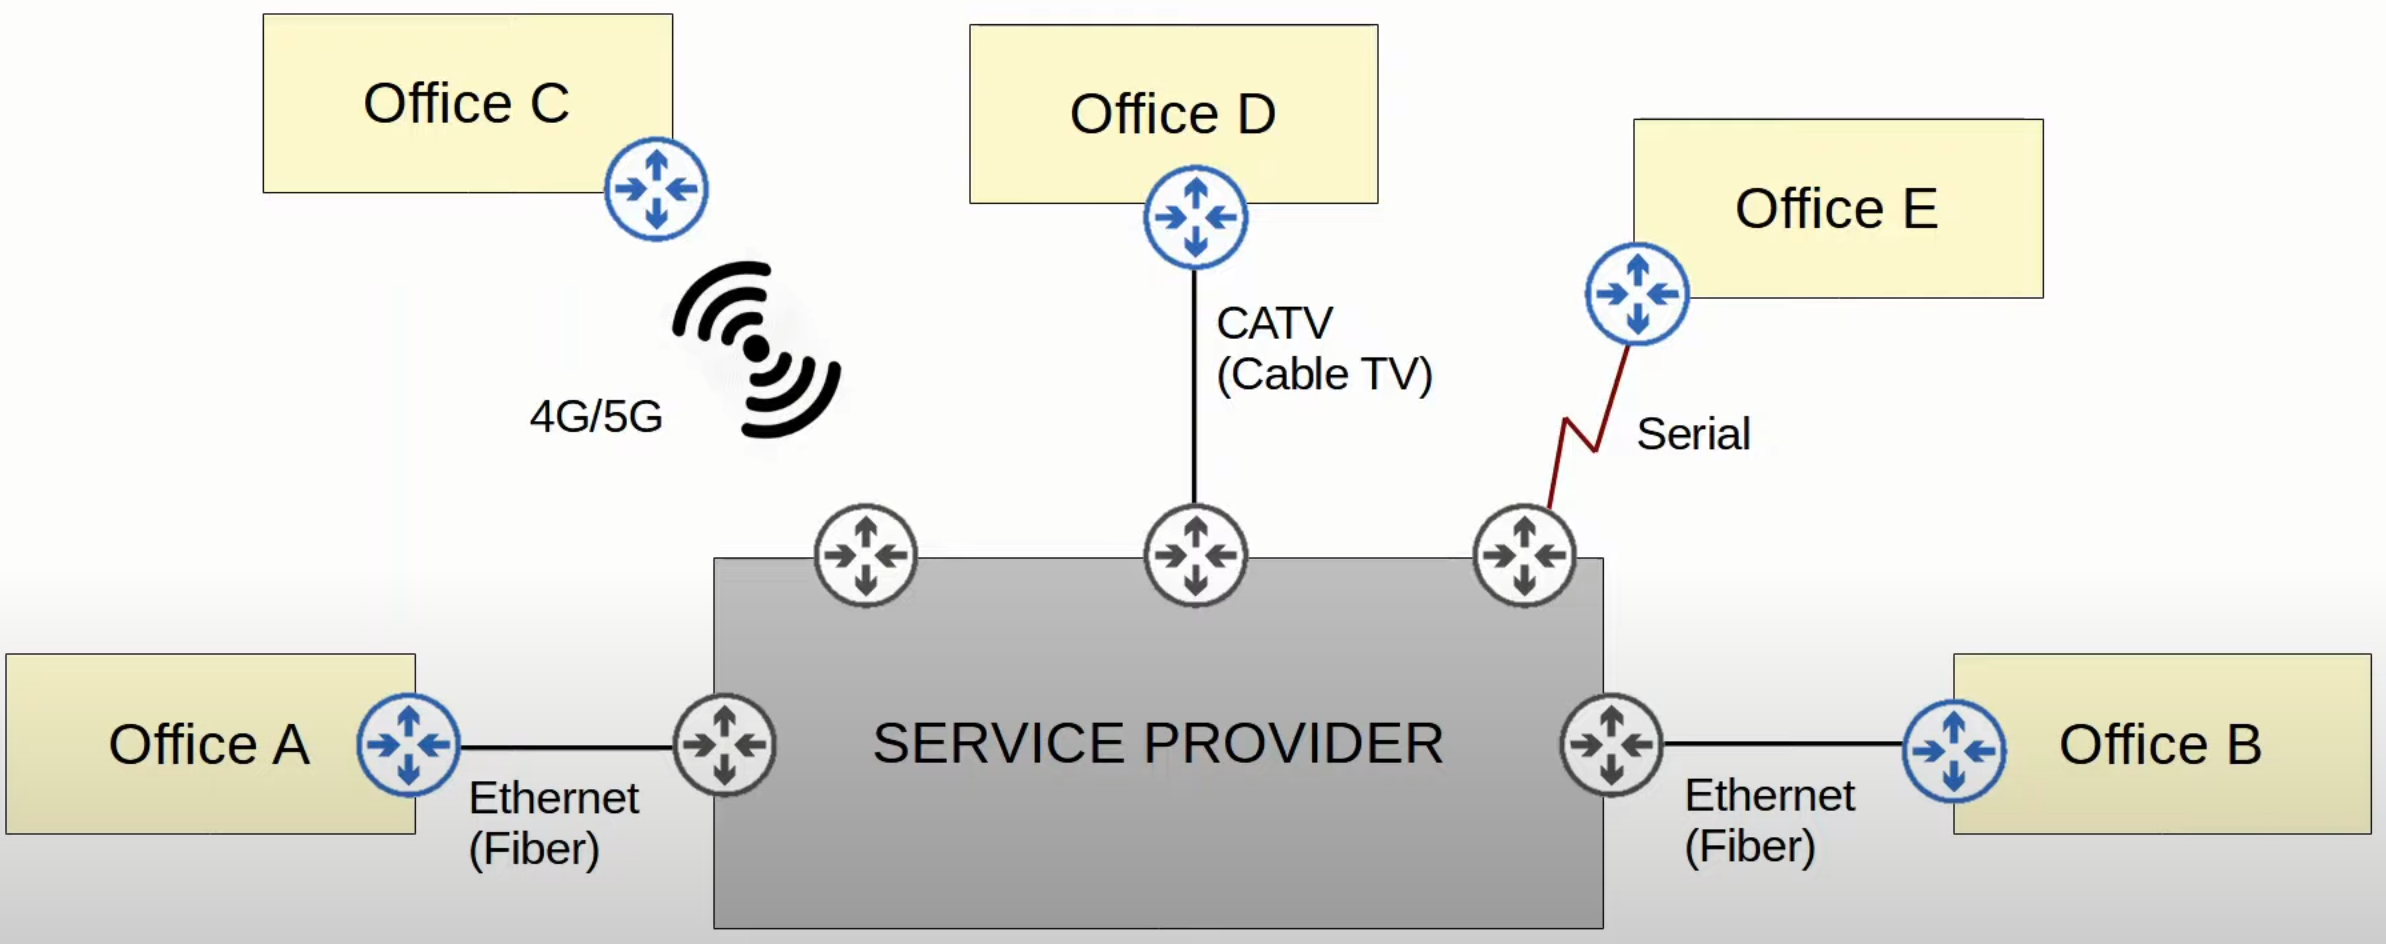 Office C
Office D
Office E
CATV
(Cable TV)
4G/5G
Serial
Office A
SERVICE PROVIDER
Office B
Ethernet
(Fiber)
Ethernet
(Fiber)